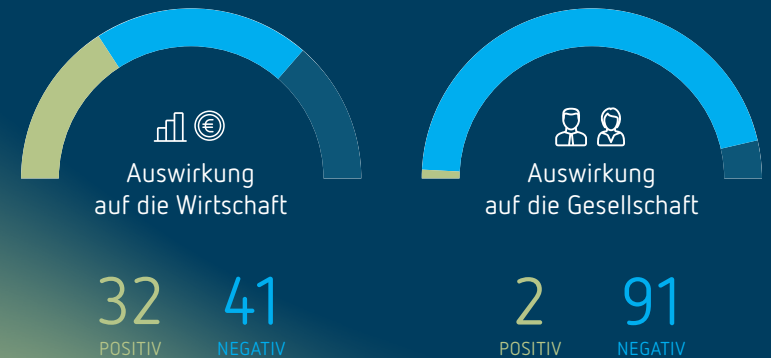 €
Auswirkung
auf die Wirtschaft
32 41
POSITIV NEGATIV
Auswirkung
auf die Gesellschaft
2 91
POSITIV NEGATIV